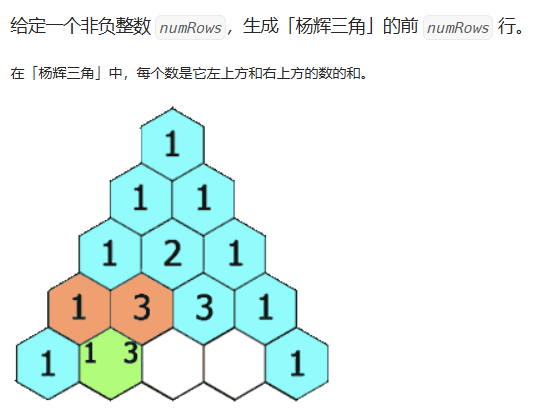 给定一个非负整数 numRows，生成「杨辉三角」的前 numRows 行。
在「杨辉三角」中，每个数是它左上方和右上方的数的和。
1
1 1
1 2 1
1 3 3 1
1 1 3 1